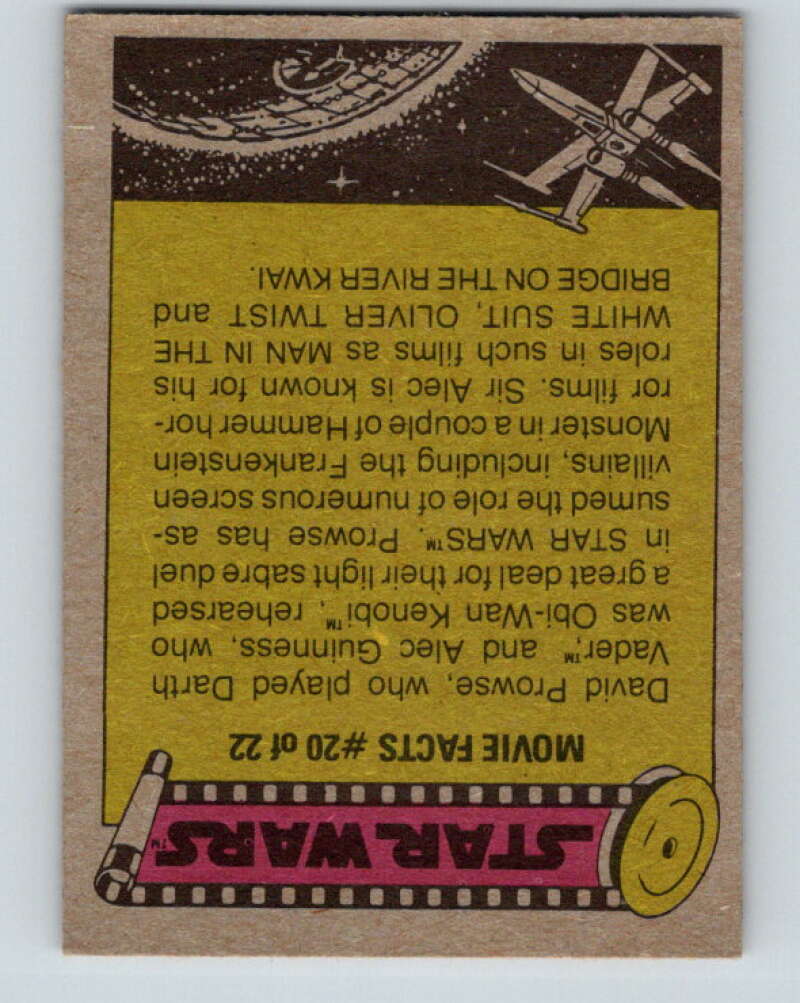 STAR WARS™
MOVIE FACTS #20 of 22
David Prowse, who played Darth
Vader,™ and Alec Guinness, who
was Obi-Wan Kenobi™, rehearsed
a great deal for their light sabre duel
in STAR WARS™. Prowse has as-
sumed the role of numerous screen
villains, including the Frankenstein
Monster in a couple of Hammer hor-
ror films. Sir Alec is known for his
roles in such films as MAN IN THE
WHITE SUIT, OLIVER TWIST and
BRIDGE ON THE RIVER KWAI.